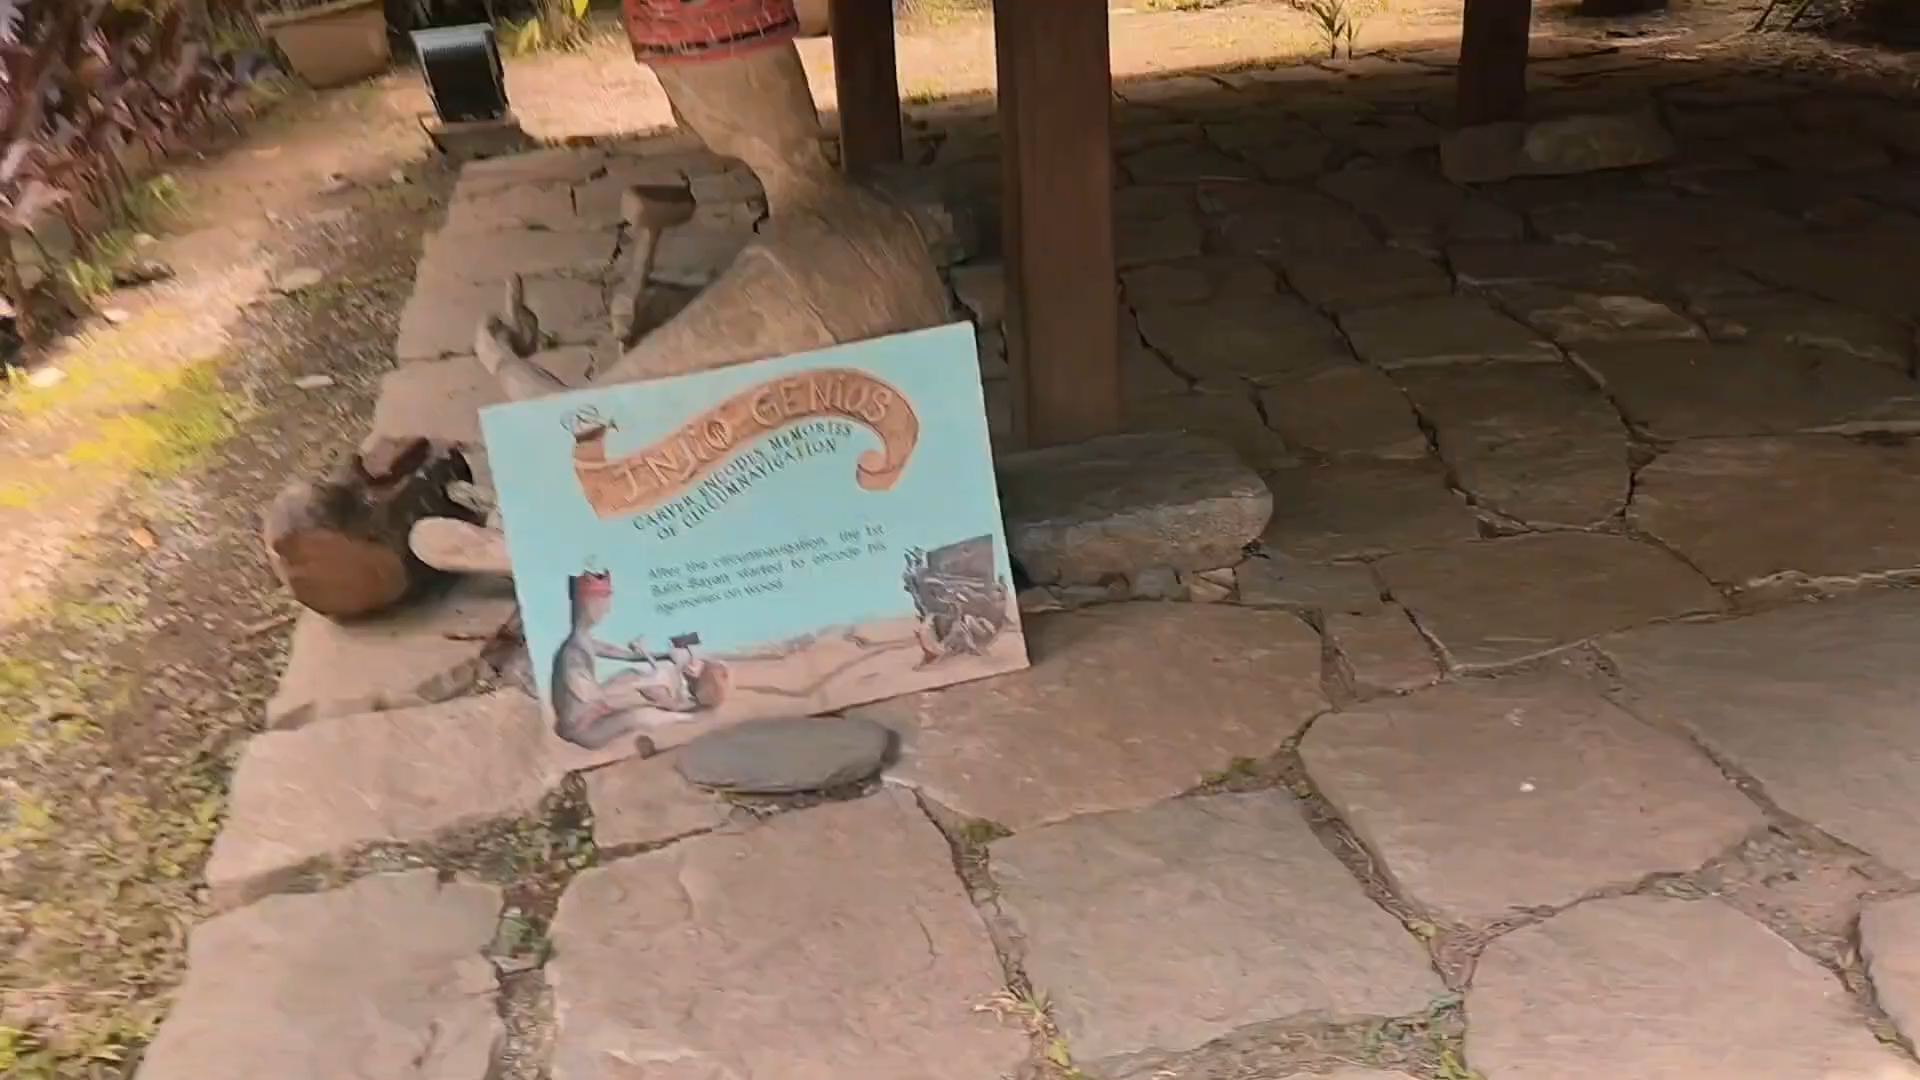 INJIQ-GENIUS
CARVER ENCODES MEMORIES
OF CIRCUMNAVIGATION
After the circumnavigation, the 1st
Balik-Bayan started to encode his
memories on wood